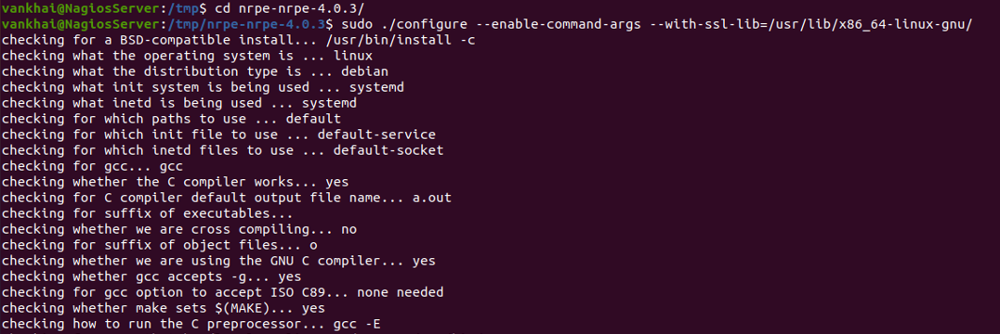 vankhai@NagiosServer:/tmp$ cd nrpe-nrpe-4.0.3/
vankhai@NagiosServer:/tmp/nrpe-nrpe-4.0.3$ sudo ./configure --enable-command-args --with-ssl-lib=/usr/lib/x86_64-linux-gnu/
checking for a BSD-compatible install... /usr/bin/install -c
checking what the operating system is ... linux
checking what the distribution type is ... debian
checking what init system is being used ... systemd
checking what inetd is being used ... systemd
checking for which paths to use ... default
checking for which init file to use ... default-service
checking for which inetd files to use ... default-socket
checking for gcc... gcc
checking whether the C compiler works... yes
checking for C compiler default output file name... a.out
checking for suffix of executables...
checking whether we are cross compiling... no
checking for suffix of object files... o
checking whether we are using the GNU C compiler... yes
checking whether gcc accepts -g... yes
checking for gcc option to accept ISO C89... none needed
checking whether make sets $(MAKE)... yes
checking how to run the C preprocessor... gcc -E